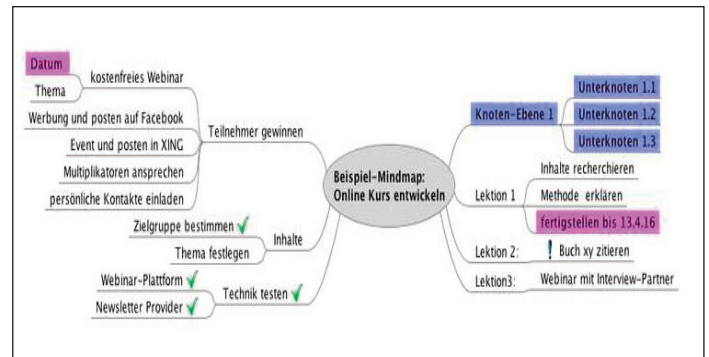 Datum
kostenfreies Webinar
Thema
Werbung und posten auf Facebook
Event und posten in XING
Multiplikatoren ansprechen
persönliche Kontakte einladen
Teilnehmer gewinnen
Zielgruppe bestimmen
Thema festlegen
Inhalte
Webinar-Plattform
Newsletter Provider
Technik testen
Beispiel-Mindmap:
Online Kurs entwickeln
Knoten-Ebene 1
Unterknoten 1.1
Unterknoten 1.2
Unterknoten 1.3
Lektion 1
Inhalte recherchieren
Methode erklären
fertigstellen bis 13.4.16
Lektion 2:
! Buch xy zitieren
Lektion3:
Webinar mit Interview-Partner